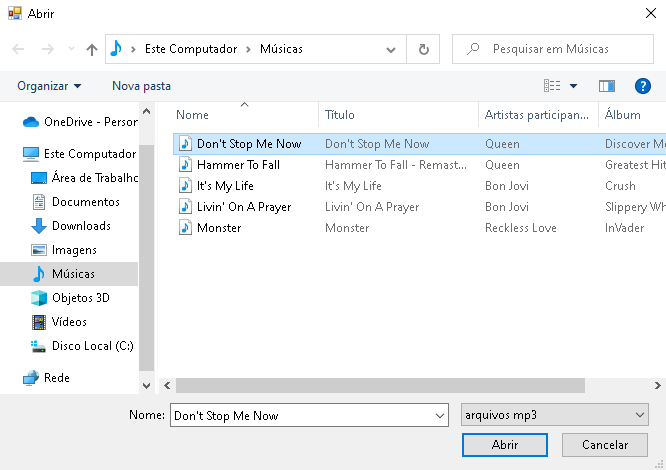 Abrir
Este Computador
Músicas
Pesquisar em Músicas
Organizar
Nova pasta
?
OneDrive - Person
Este Computador
Área de Trabalho
Documentos
Downloads
Imagens
Músicas
Objetos 3D
Vídeos
Disco Local (C:)
Rede
Nome Título Artistas participan... Álbum
Don't Stop Me Now Don't Stop Me Now Queen Discover Me
Hammer To Fall Hammer To Fall - Remast... Queen Greatest Hit
It's My Life It's My Life Bon Jovi Crush
Livin' On A Prayer Livin' On A Prayer Bon Jovi Slippery Wh
Monster Monster Reckless Love InVader
Nome: Don't Stop Me Now arquivos mp3
Abrir Cancelar